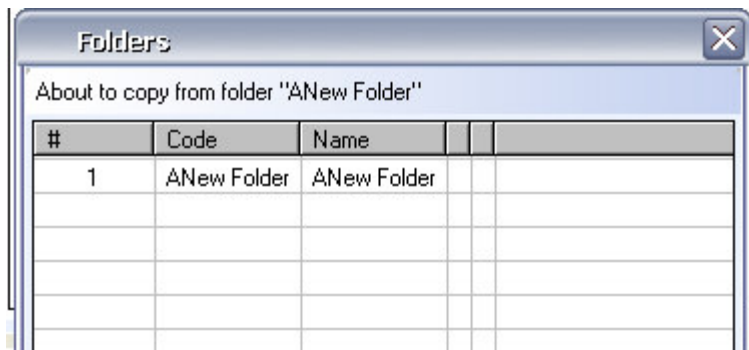 Folders
About to copy from folder "ANew Folder"
# Code Name
1 ANew Folder ANew Folder